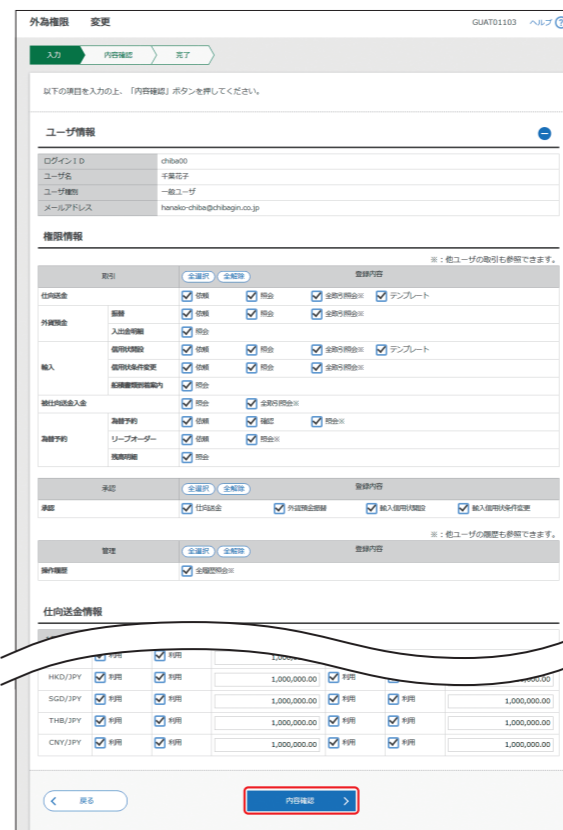 外為権限 変更 GUAT01103 ヘルプ ?
入力 内容確認 完了
以下の項目を入力の上、「内容確認」ボタンを押してください。
ユーザ情報
ログインID chiba00
ユーザ名 千葉花子
ユーザ種別 一般ユーザ
メールアドレス hanako-chiba@chibagin.co.jp
権限情報
※：他ユーザの取引も参照できます。
取引 全選択 全解除 登録内容
仕向送金 依頼 照会 全取引照会※ テンプレート
外貨預金 振替 依頼 照会 全取引照会※
入出金明細 照会
輸入 信用状開設 依頼 照会 全取引照会※ テンプレート
信用状条件変更 依頼 照会 全取引照会※
船積書類到着案内 照会
被仕向送金入金 照会 全取引照会※
為替予約 為替予約 依頼 確認 照会※
リーブオーダー 依頼 照会※
残高明細 照会
承認 全選択 全解除 登録内容
承認 仕向送金 外貨預金振替 輸入信用状開設 輸入信用状条件変更
※：他ユーザの履歴も参照できます。
管理 全選択 全解除 登録内容
操作履歴 全履歴照会※
仕向送金情報
利用 利用
HKD/JPY 利用 利用 1,000,000.00 利用
SGD/JPY 利用 利用 1,000,000.00 利用 利用 1,000,000.00
THB/JPY 利用 利用 1,000,000.00 利用 利用 1,000,000.00
CNY/JPY 利用 利用 1,000,000.00 利用 利用 1,000,000.00
戻る 内容確認